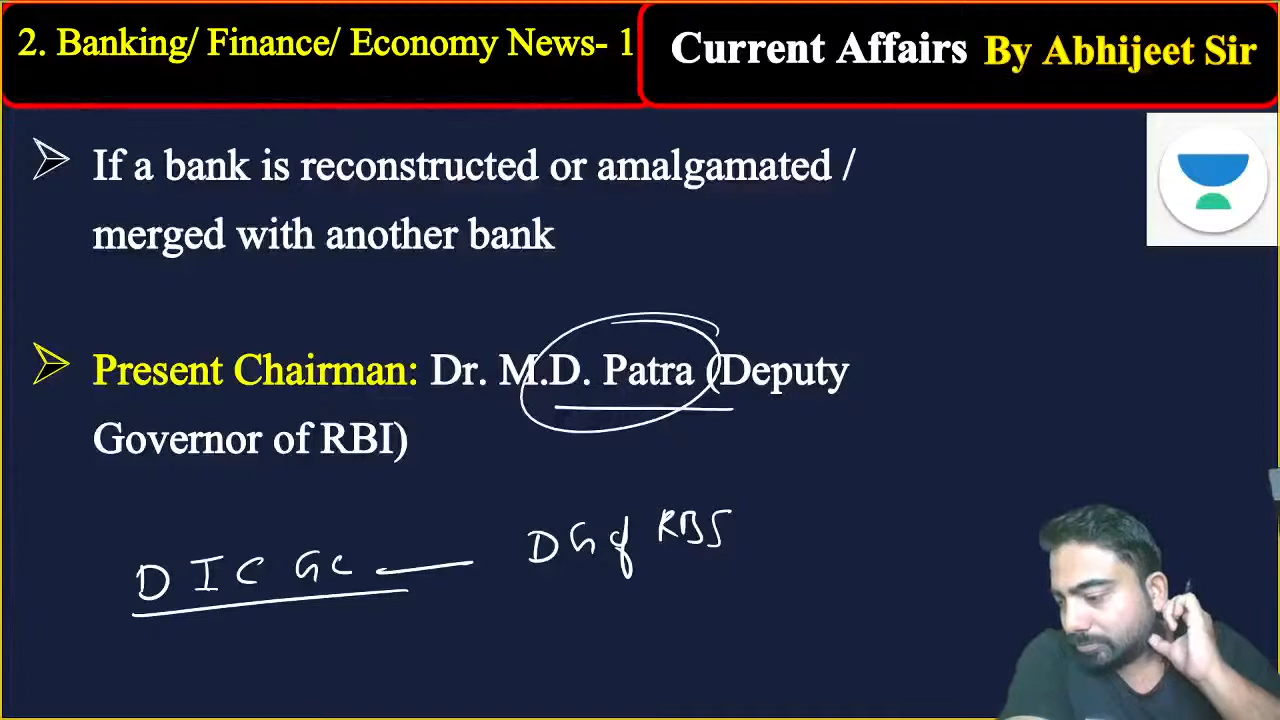 2. Banking/ Finance/ Economy News- 1
Current Affairs By Abhijeet Sir
If a bank is reconstructed or amalgamated /
merged with another bank
Present Chairman: Dr. M.D. Patra (Deputy
Governor of RBI)
DICGC — DG of RBI